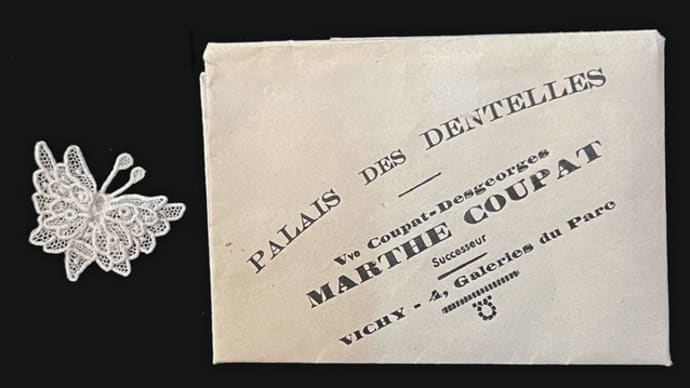 PALAIS DES DENTELLES
Vve Coupat-Desgeorges
MARTHE COUPAT
Successeur
VICHY - 4, Galeries du Parc